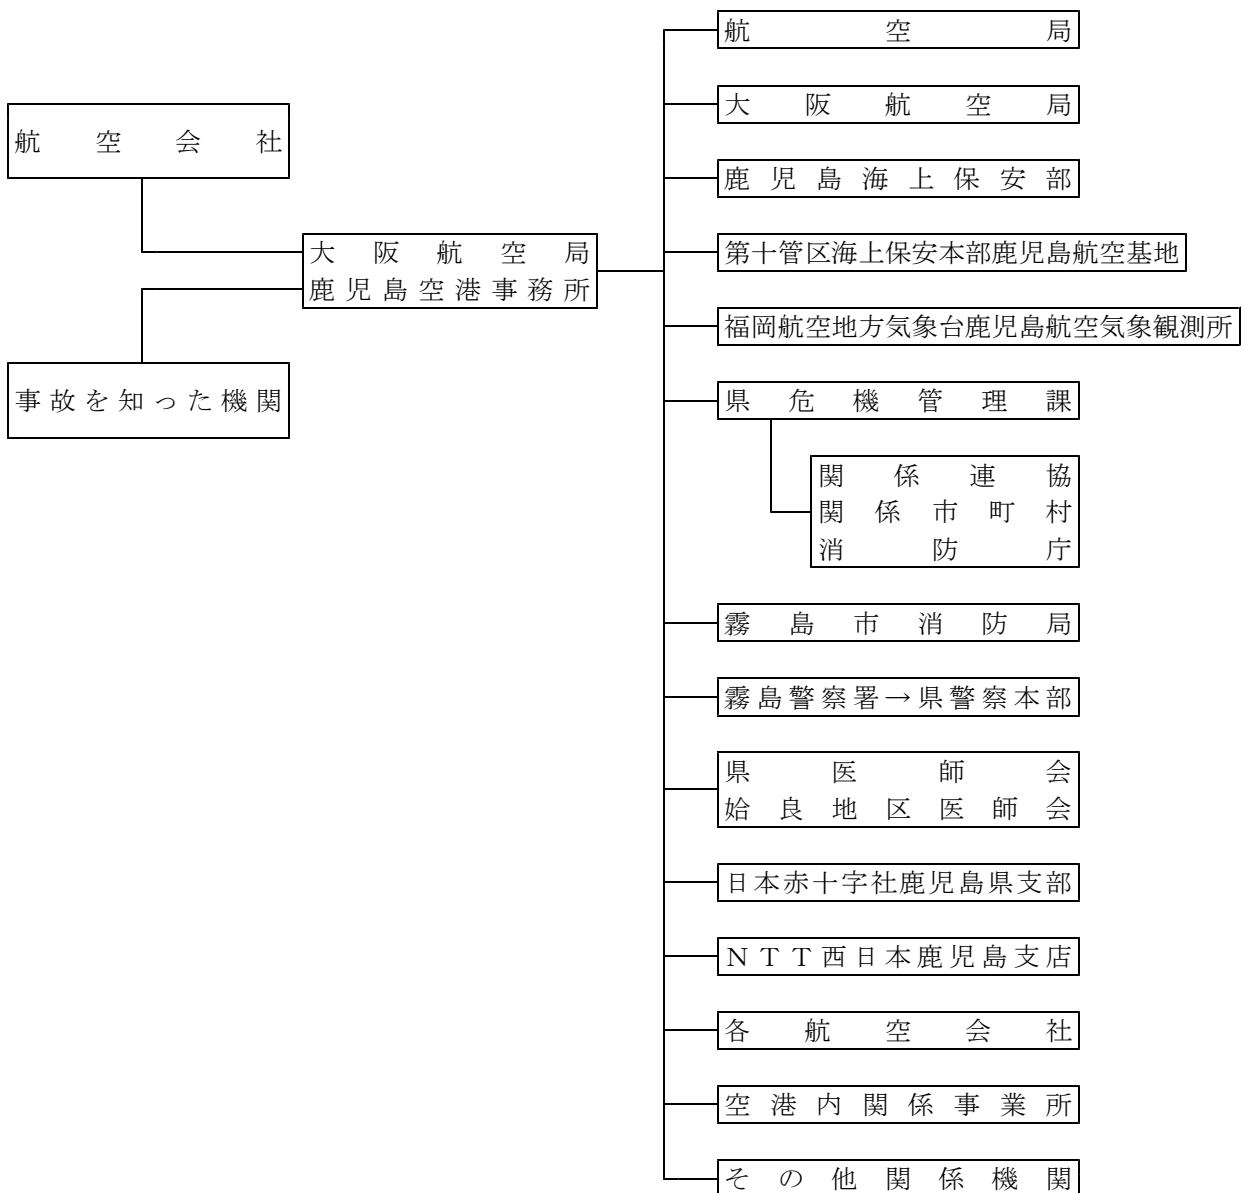 航空会社
事故を知った機関
大阪航空局
鹿児島空港事務所
航空局
大阪航空局
鹿児島海上保安部
第十管区海上保安本部鹿児島航空基地
福岡航空地方気象台鹿児島航空気象観測所
県危機管理課
関係連協
関係市町村
消防庁
霧島市消防局
霧島警察署→県警察本部
県医師会
姶良地区医師会
日本赤十字社鹿児島県支部
NTT西日本鹿児島支店
各航空会社
空港内関係事業所
その他関係機関